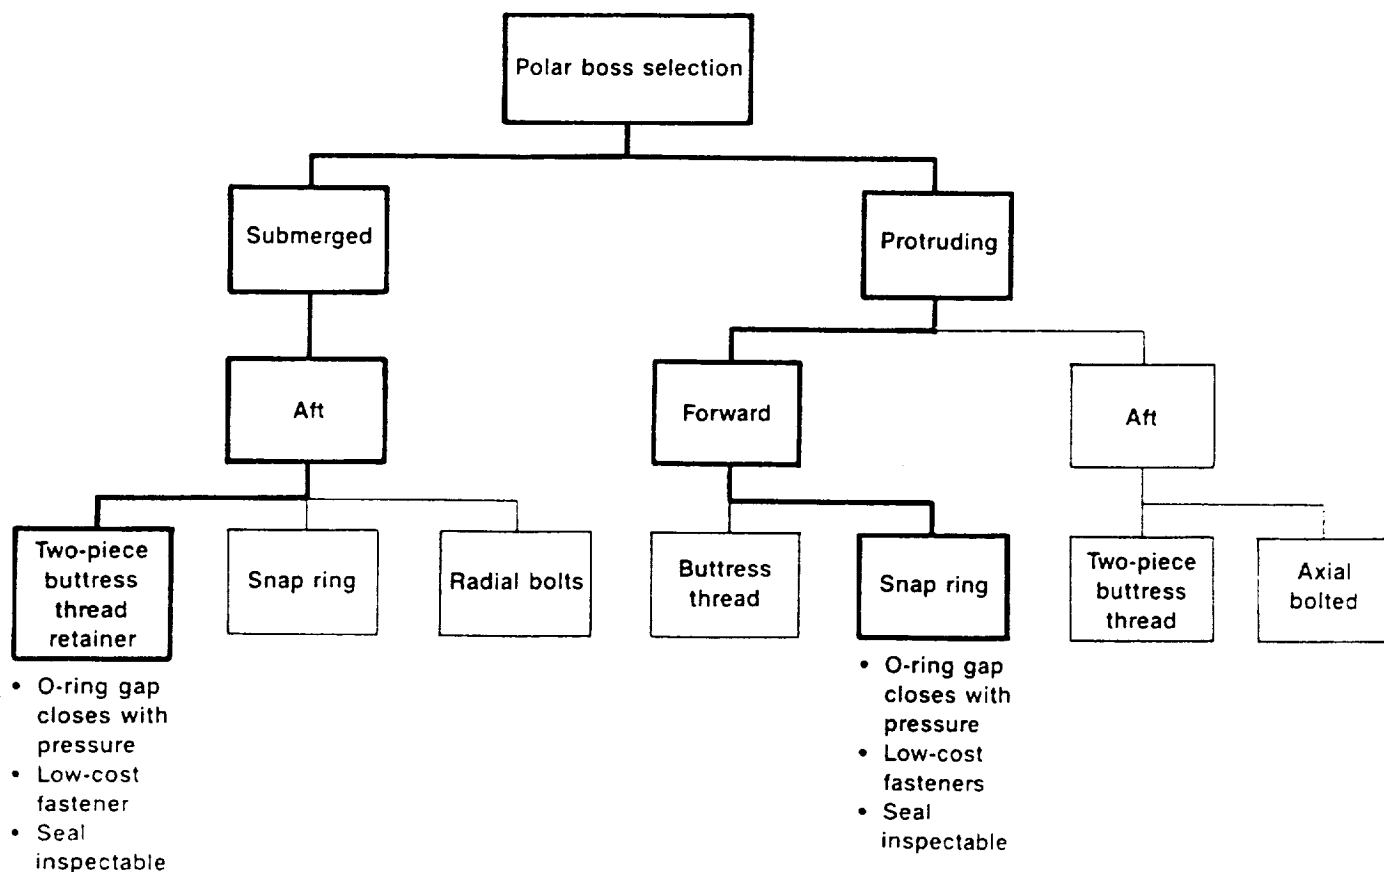 Polar boss selection
Submerged
Protruding
Aft
Forward
Aft
Two-piece
buttress
thread
retainer
Snap ring
Radial bolts
Buttress
thread
Snap ring
Two-piece
buttress
thread
Axial
bolted
• O-ring gap
closes with
pressure
• Low-cost
fastener
• Seal
inspectable
• O-ring gap
closes with
pressure
• Low-cost
fasteners
• Seal
inspectable